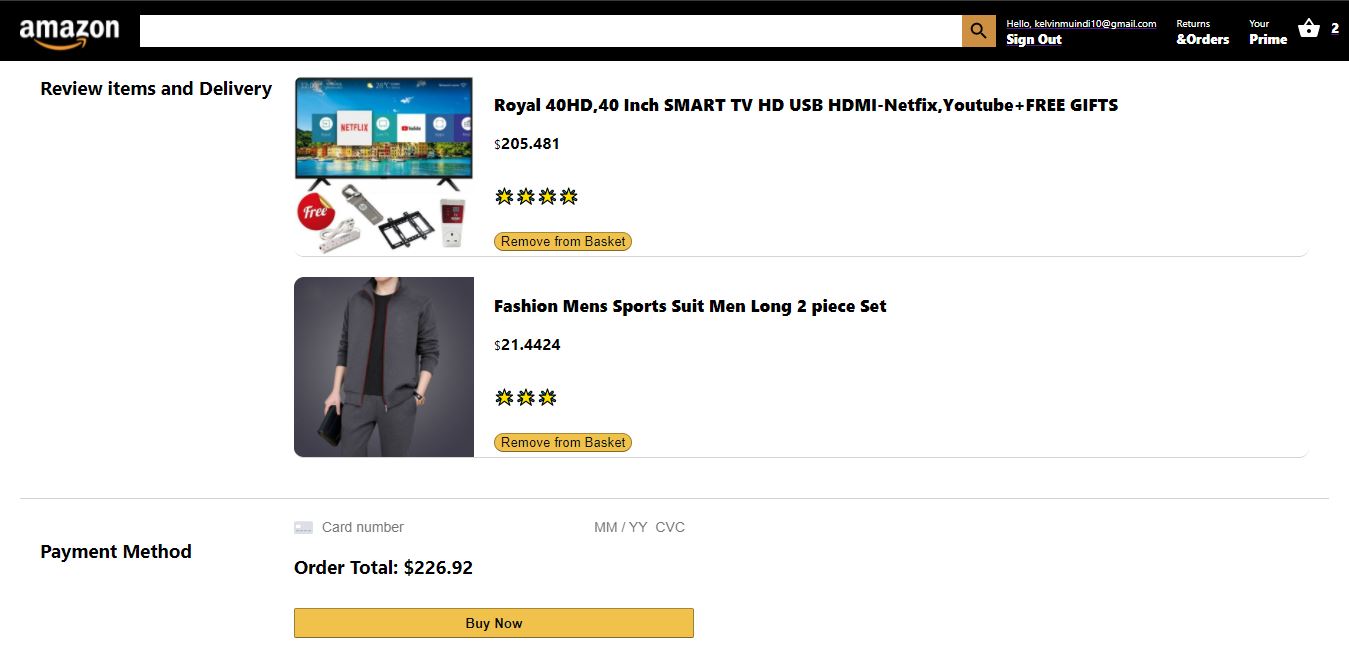 amazon
Hello, kelvinmuindi10@gmail.com
Sign Out
Returns
&Orders
Your
Prime
2
Review items and Delivery
NETFLIX
YouTube
Free
Royal 40HD,40 Inch SMART TV HD USB HDMI-Netfix,Youtube+FREE GIFTS
$205.481
Remove from Basket
Fashion Mens Sports Suit Men Long 2 piece Set
$21.4424
Remove from Basket
Payment Method
Card number
MM / YY CVC
Order Total: $226.92
Buy Now